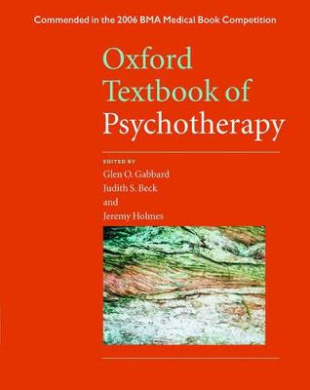 Commended in the 2006 BMA Medical Book Competition
Oxford
Textbook of
Psychotherapy
EDITED BY
Glen O. Gabbard
Judith S. Beck
and
Jeremy Holmes